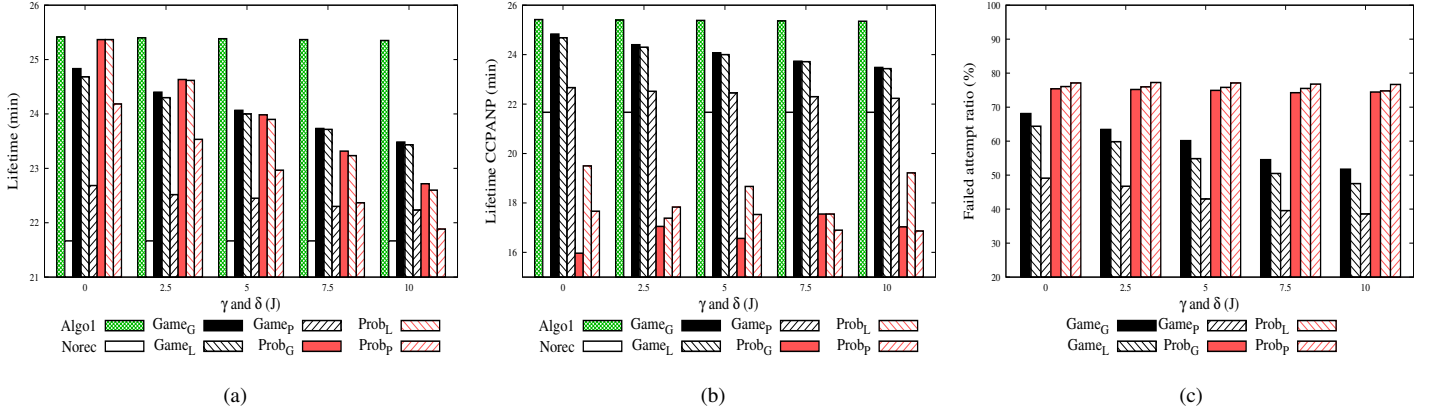 26
25
24
23
22
21
Lifetime (min)
0 2.5 5 7.5 10
γ and δ (J)
Algo1 Game_G Game_P Prob_L
Norec Game_L Prob_G Prob_P
(a)
26
24
22
20
18
16
Lifetime CCPANP (min)
0 2.5 5 7.5 10
γ and δ (J)
Algo1 Game_G Game_P Prob_L
Norec Game_L Prob_G Prob_P
(b)
100
90
80
70
60
50
40
30
20
Failed attempt ratio (%)
0 2.5 5 7.5 10
γ and δ (J)
Game_G Game_P Prob_L
Game_L Prob_G Prob_P
(c)